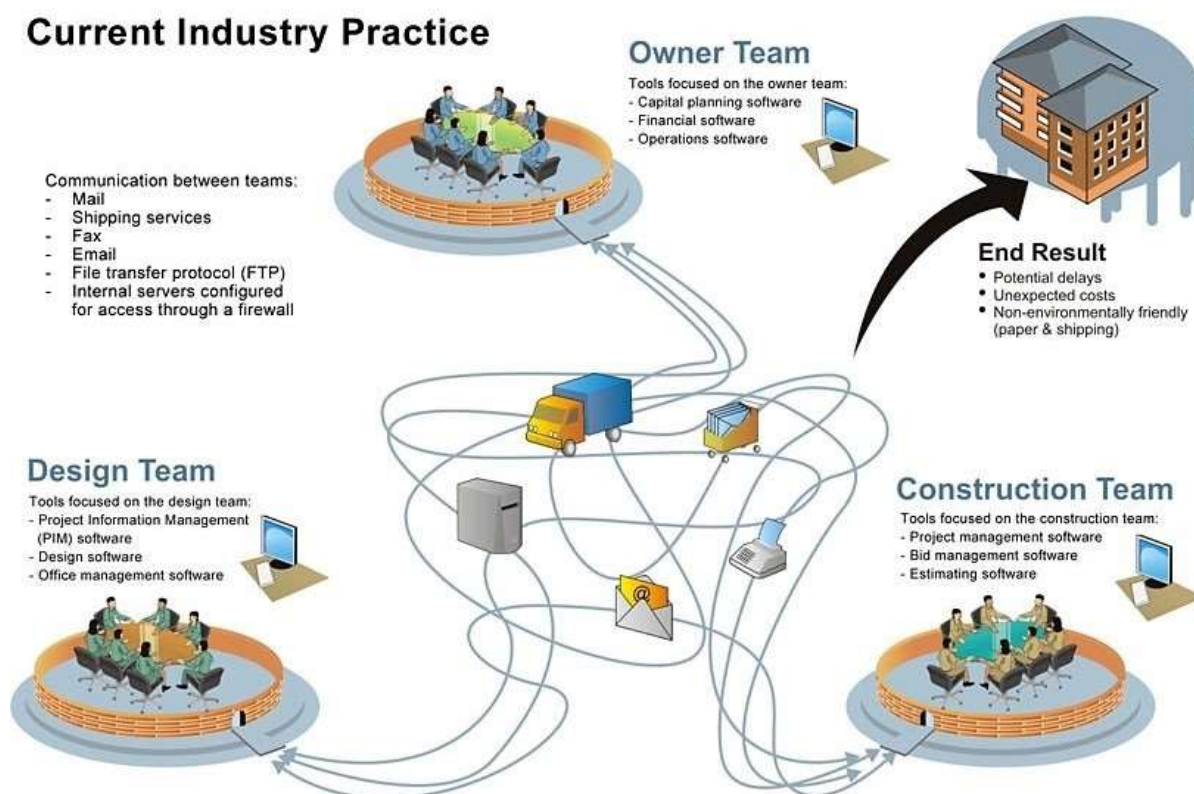 Current Industry Practice
Owner Team
Tools focused on the owner team:
- Capital planning software
- Financial software
- Operations software
Communication between teams:
- Mail
- Shipping services
- Fax
- Email
- File transfer protocol (FTP)
- Internal servers configured
for access through a firewall
End Result
• Potential delays
• Unexpected costs
• Non-environmentally friendly
(paper & shipping)
Design Team
Tools focused on the design team:
- Project Information Management
(PIM) software
- Design software
- Office management software
Construction Team
Tools focused on the construction team:
- Project management software
- Bid management software
- Estimating software
@